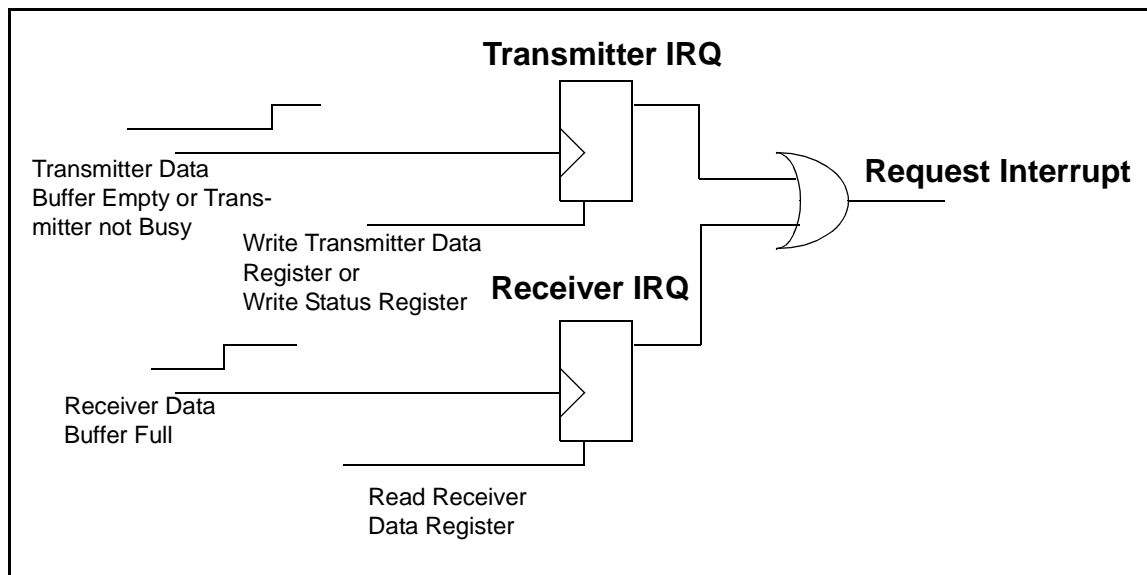 Transmitter IRQ
Transmitter Data
Buffer Empty or Trans-
mitter not Busy
Request Interrupt
Write Transmitter Data
Register or
Write Status Register
Receiver IRQ
Receiver Data
Buffer Full
Read Receiver
Data Register